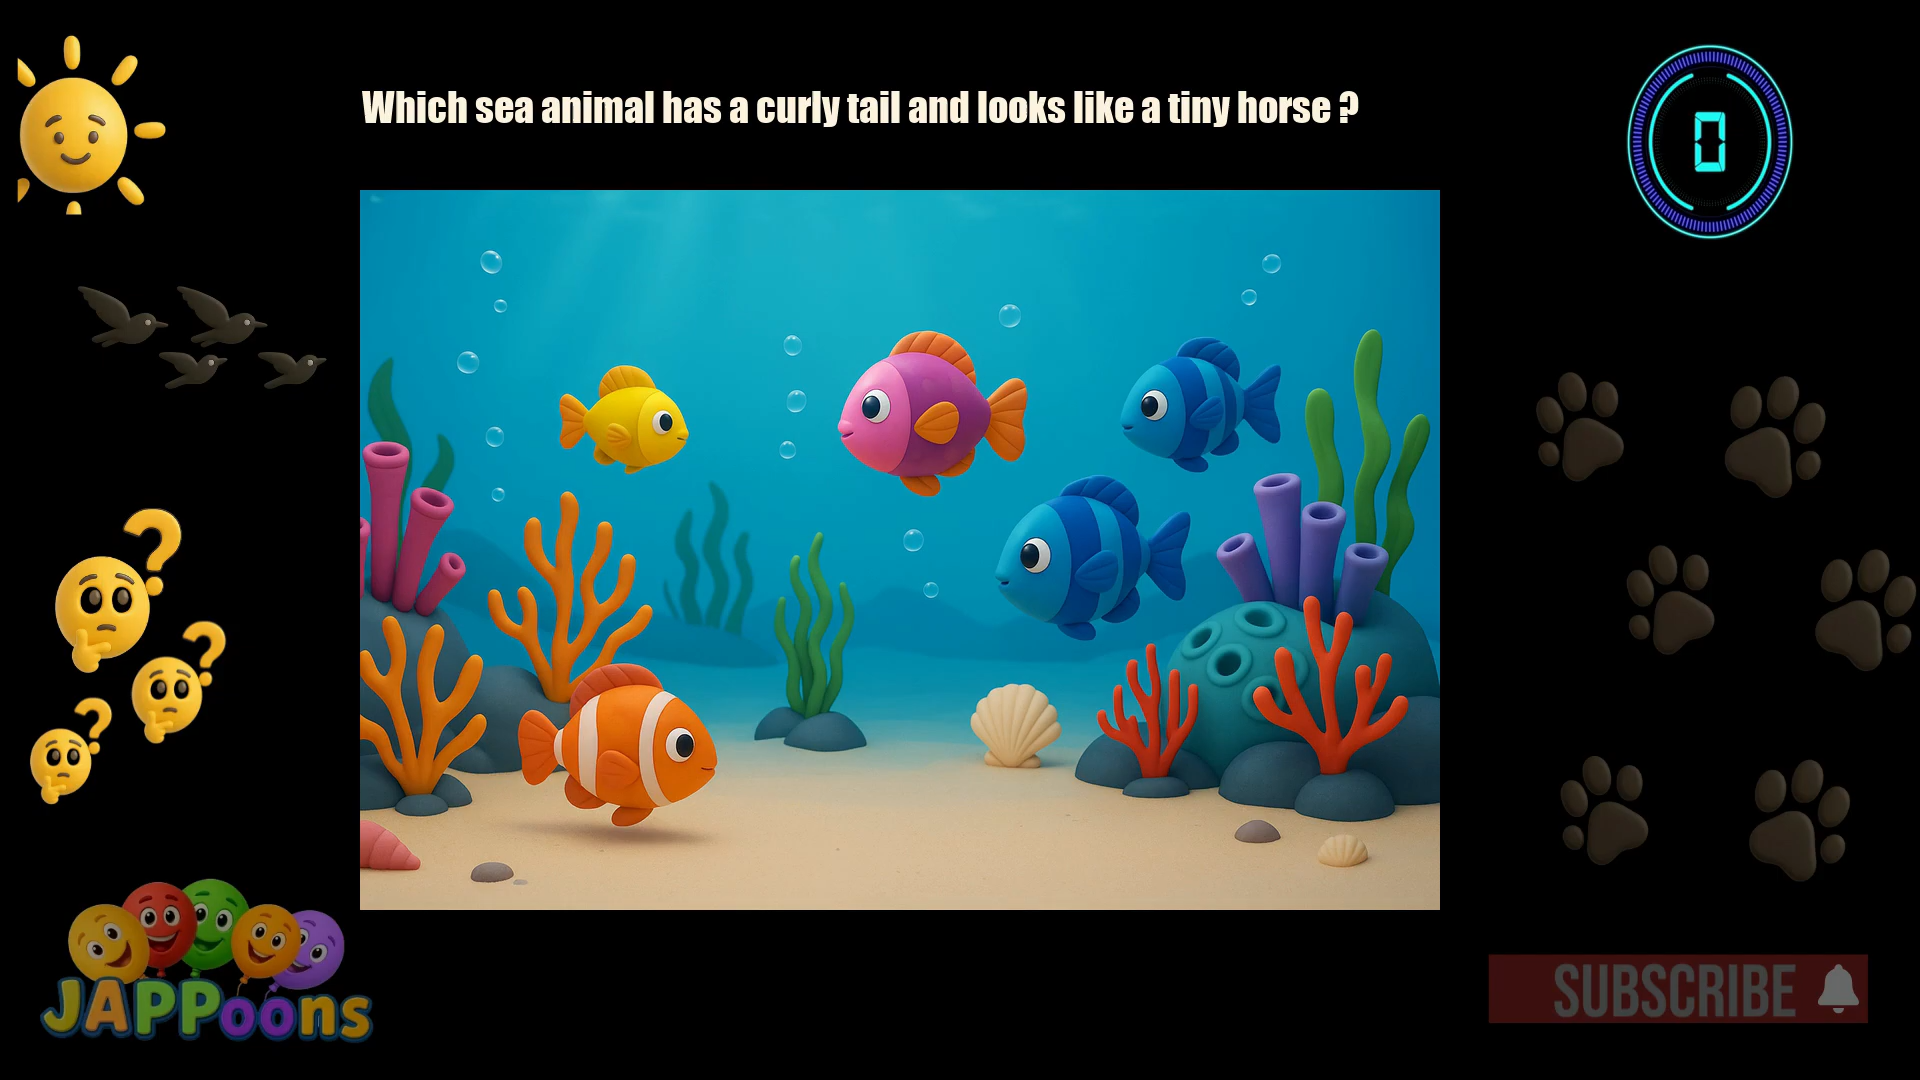 Which sea animal has a curly tail and looks like a tiny horse ?
0
JAPPoons
SUBSCRIBE